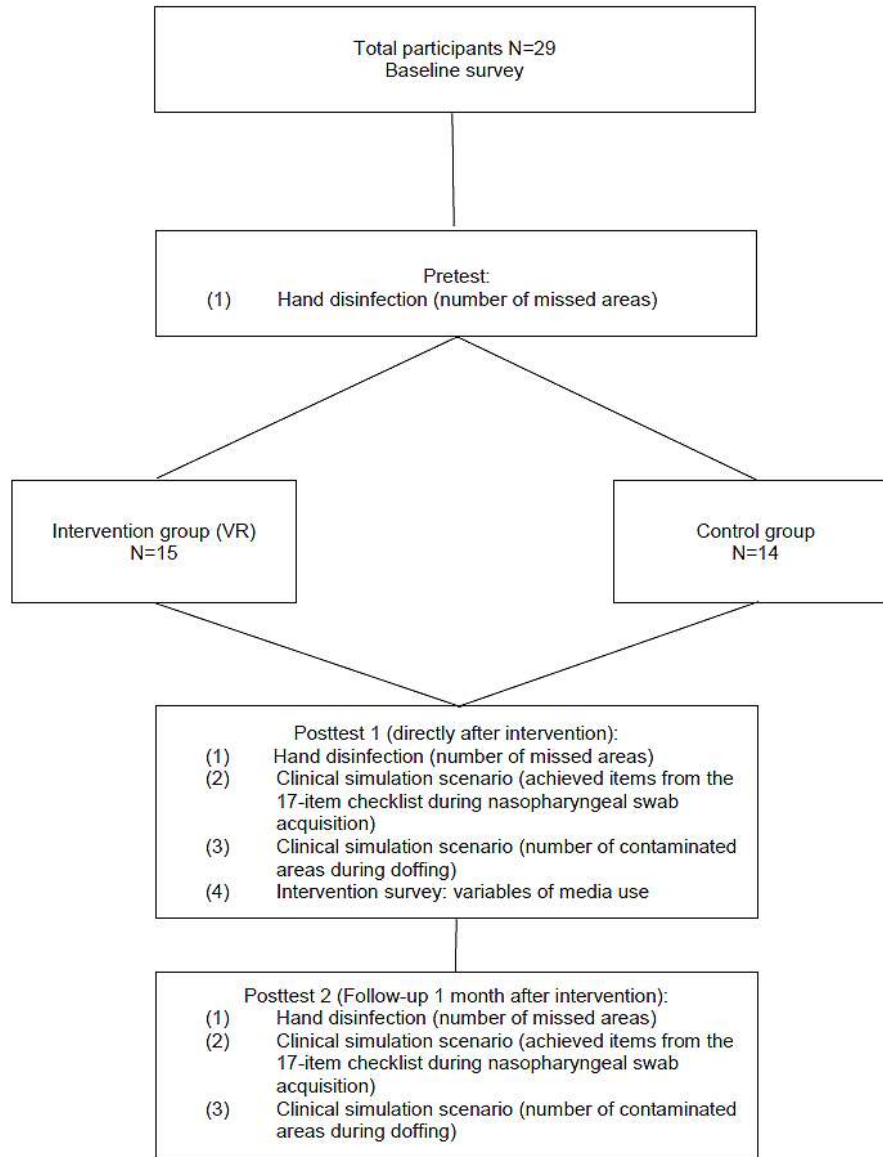 Total participants N=29
Baseline survey
Pretest:
(1) Hand disinfection (number of missed areas)
Intervention group (VR)
N=15
Control group
N=14
Posttest 1 (directly after intervention):
(1) Hand disinfection (number of missed areas)
(2) Clinical simulation scenario (achieved items from the
17-item checklist during nasopharyngeal swab
acquisition)
(3) Clinical simulation scenario (number of contaminated
areas during doffing)
(4) Intervention survey: variables of media use
Posttest 2 (Follow-up 1 month after intervention):
(1) Hand disinfection (number of missed areas)
(2) Clinical simulation scenario (achieved items from the
17-item checklist during nasopharyngeal swab
acquisition)
(3) Clinical simulation scenario (number of contaminated
areas during doffing)